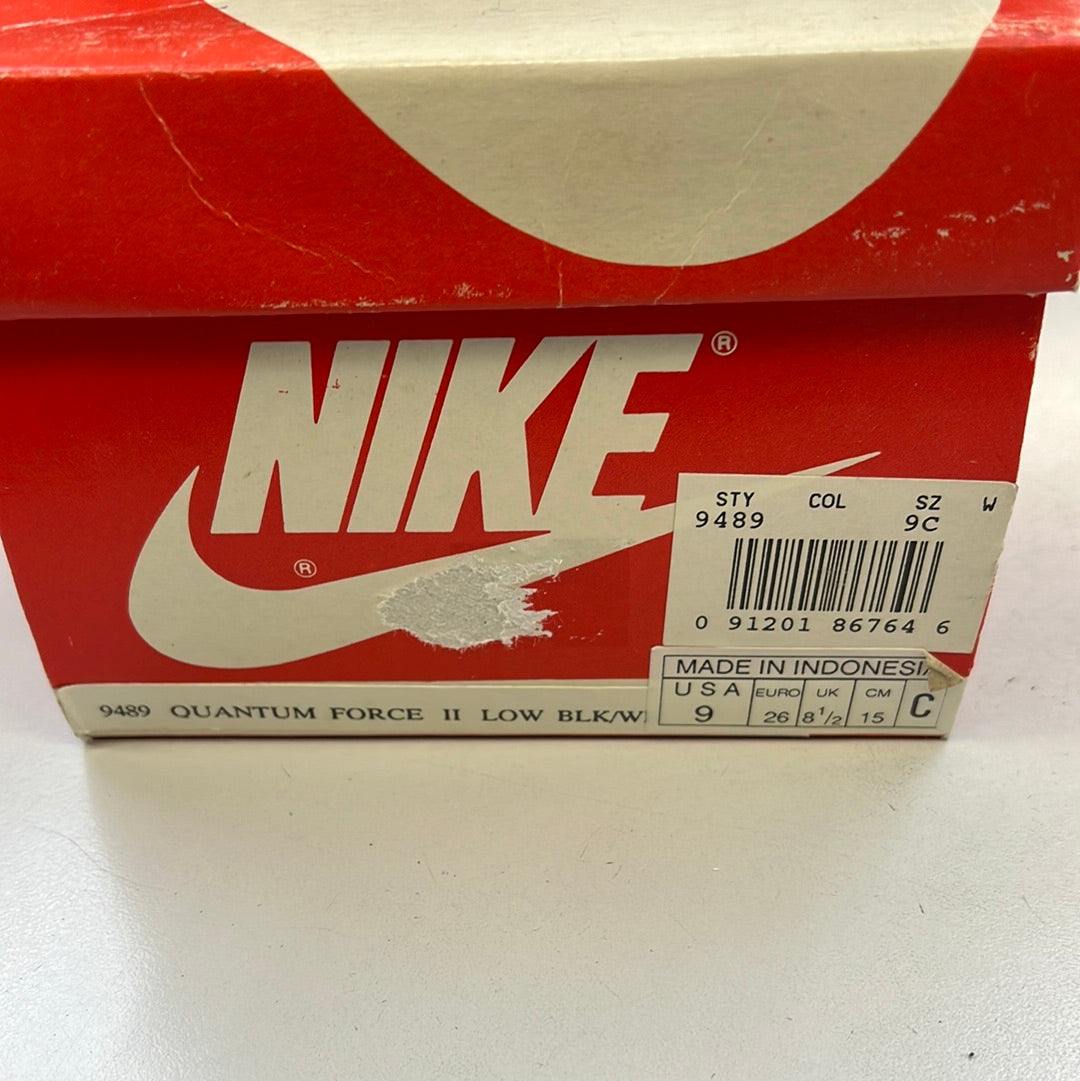 NIKE®
®
STY COL SZ W
9489 9C
0 91201 86764 6
MADE IN INDONESIA
USA EURO UK CM C
9 26 8 1/2 15
9489 QUANTUM FORCE II LOW BLK/W